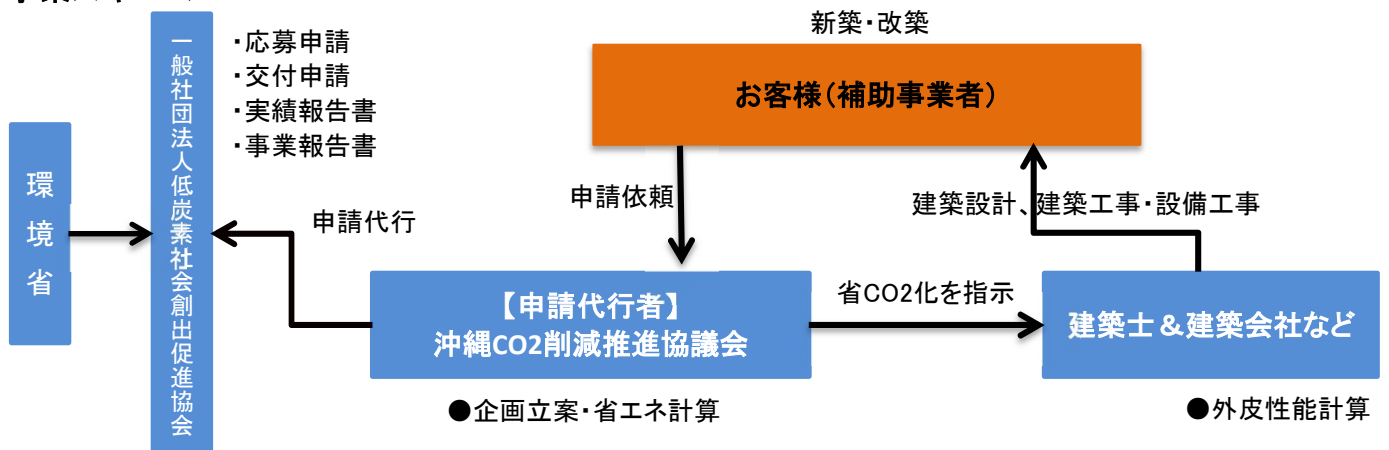 環境省
一般社団法人低炭素社会創出促進協会
・応募申請
・交付申請
・実績報告書
・事業報告書
申請代行
新築・改築
お客様（補助事業者）
申請依頼
建築設計、建築工事・設備工事
【申請代行者】
沖縄CO2削減推進協議会
省CO2化を指示
建築士＆建築会社など
●企画立案・省エネ計算
●外皮性能計算